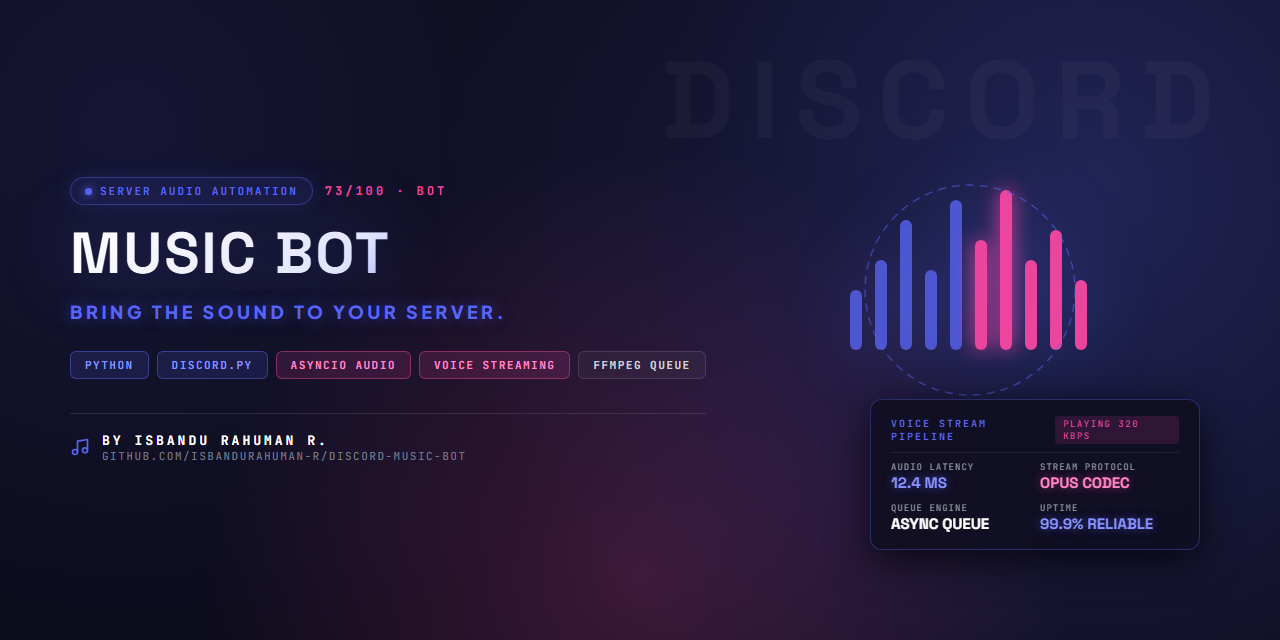 DISCORD
SERVER AUDIO AUTOMATION
73/100 · BOT
MUSIC BOT
BRING THE SOUND TO YOUR SERVER.
PYTHON
DISCORD.PY
ASYNCIO AUDIO
VOICE STREAMING
FFMPEG QUEUE
BY ISBANDU RAHUMAN R.
GITHUB.COM/ISBANDURAHUMAN-R/DISCORD-MUSIC-BOT
VOICE STREAM
PIPELINE
PLAYING 320
KBPS
AUDIO LATENCY
12.4 MS
STREAM PROTOCOL
OPUS CODEC
QUEUE ENGINE
ASYNC QUEUE
UPTIME
99.9% RELIABLE